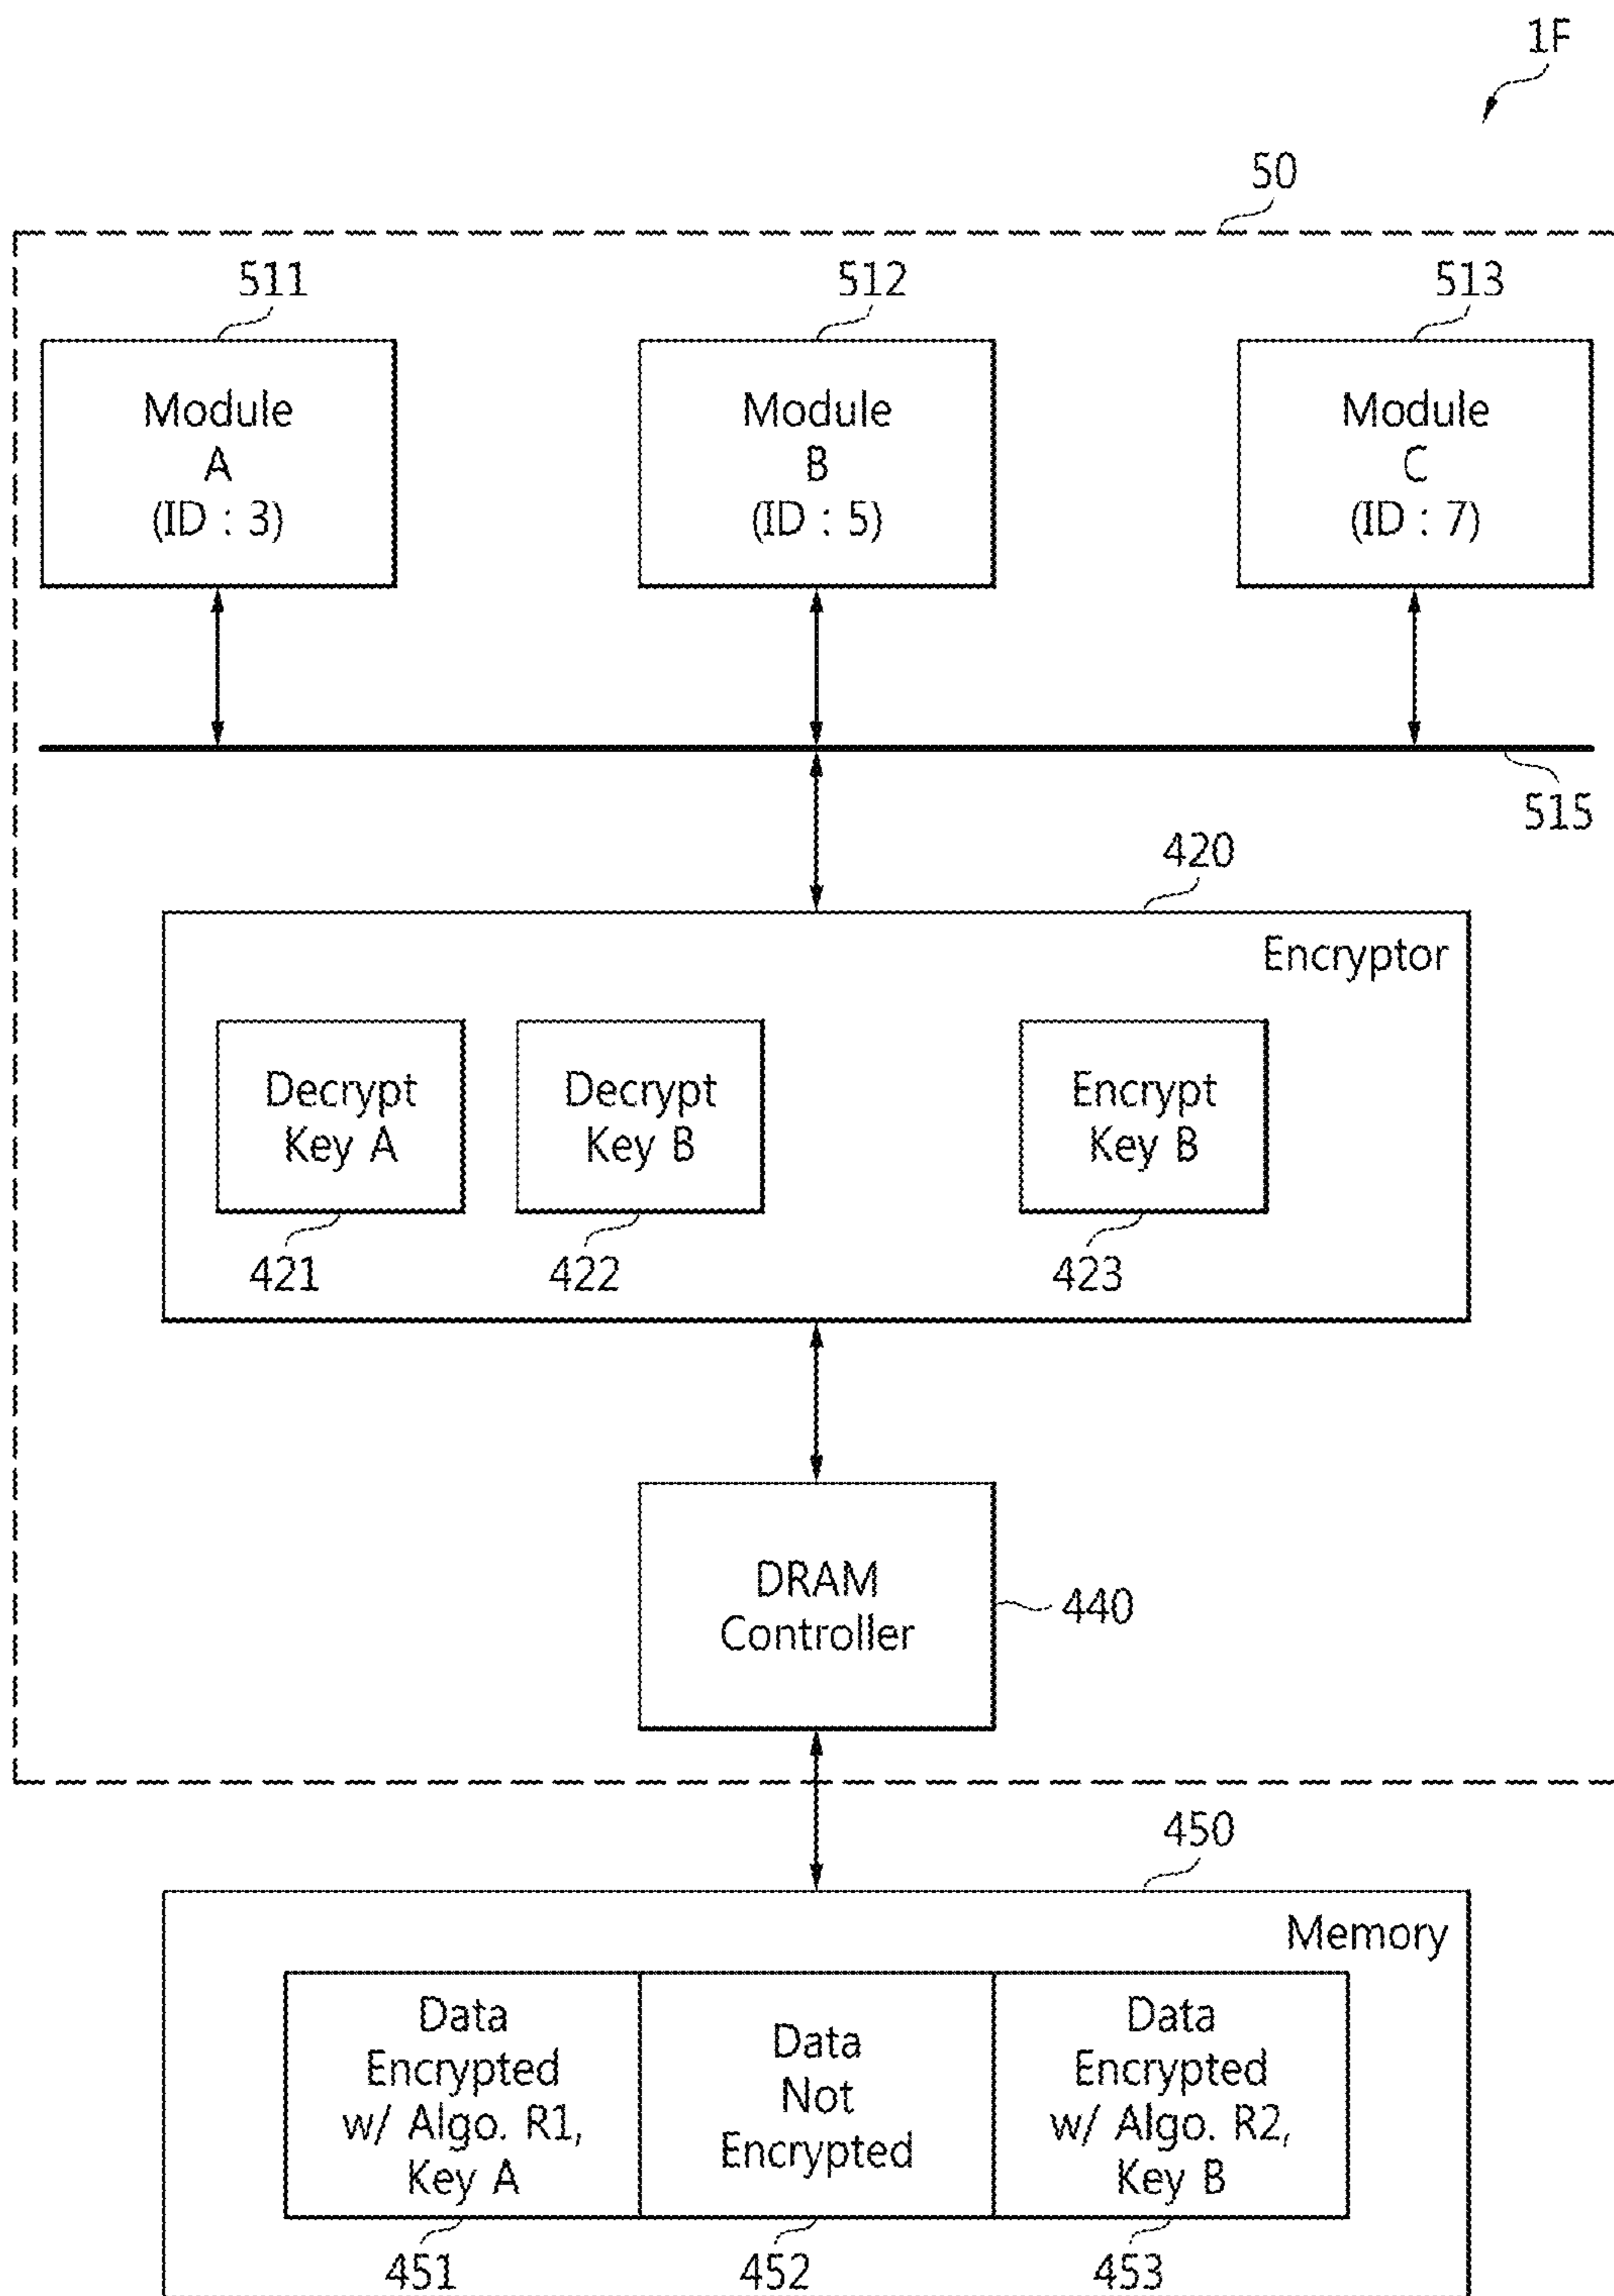 1F
50
511
512
513
Module
A
(ID : 3)
Module
B
(ID : 5)
Module
C
(ID : 7)
515
420
Encryptor
Decrypt
Key A
Decrypt
Key B
Encrypt
Key B
421
422
423
DRAM
Controller
440
450
Memory
Data
Encrypted
w/ Algo. R1,
Key A
Data
Not
Encrypted
Data
Encrypted
w/ Algo. R2,
Key B
451
452
453